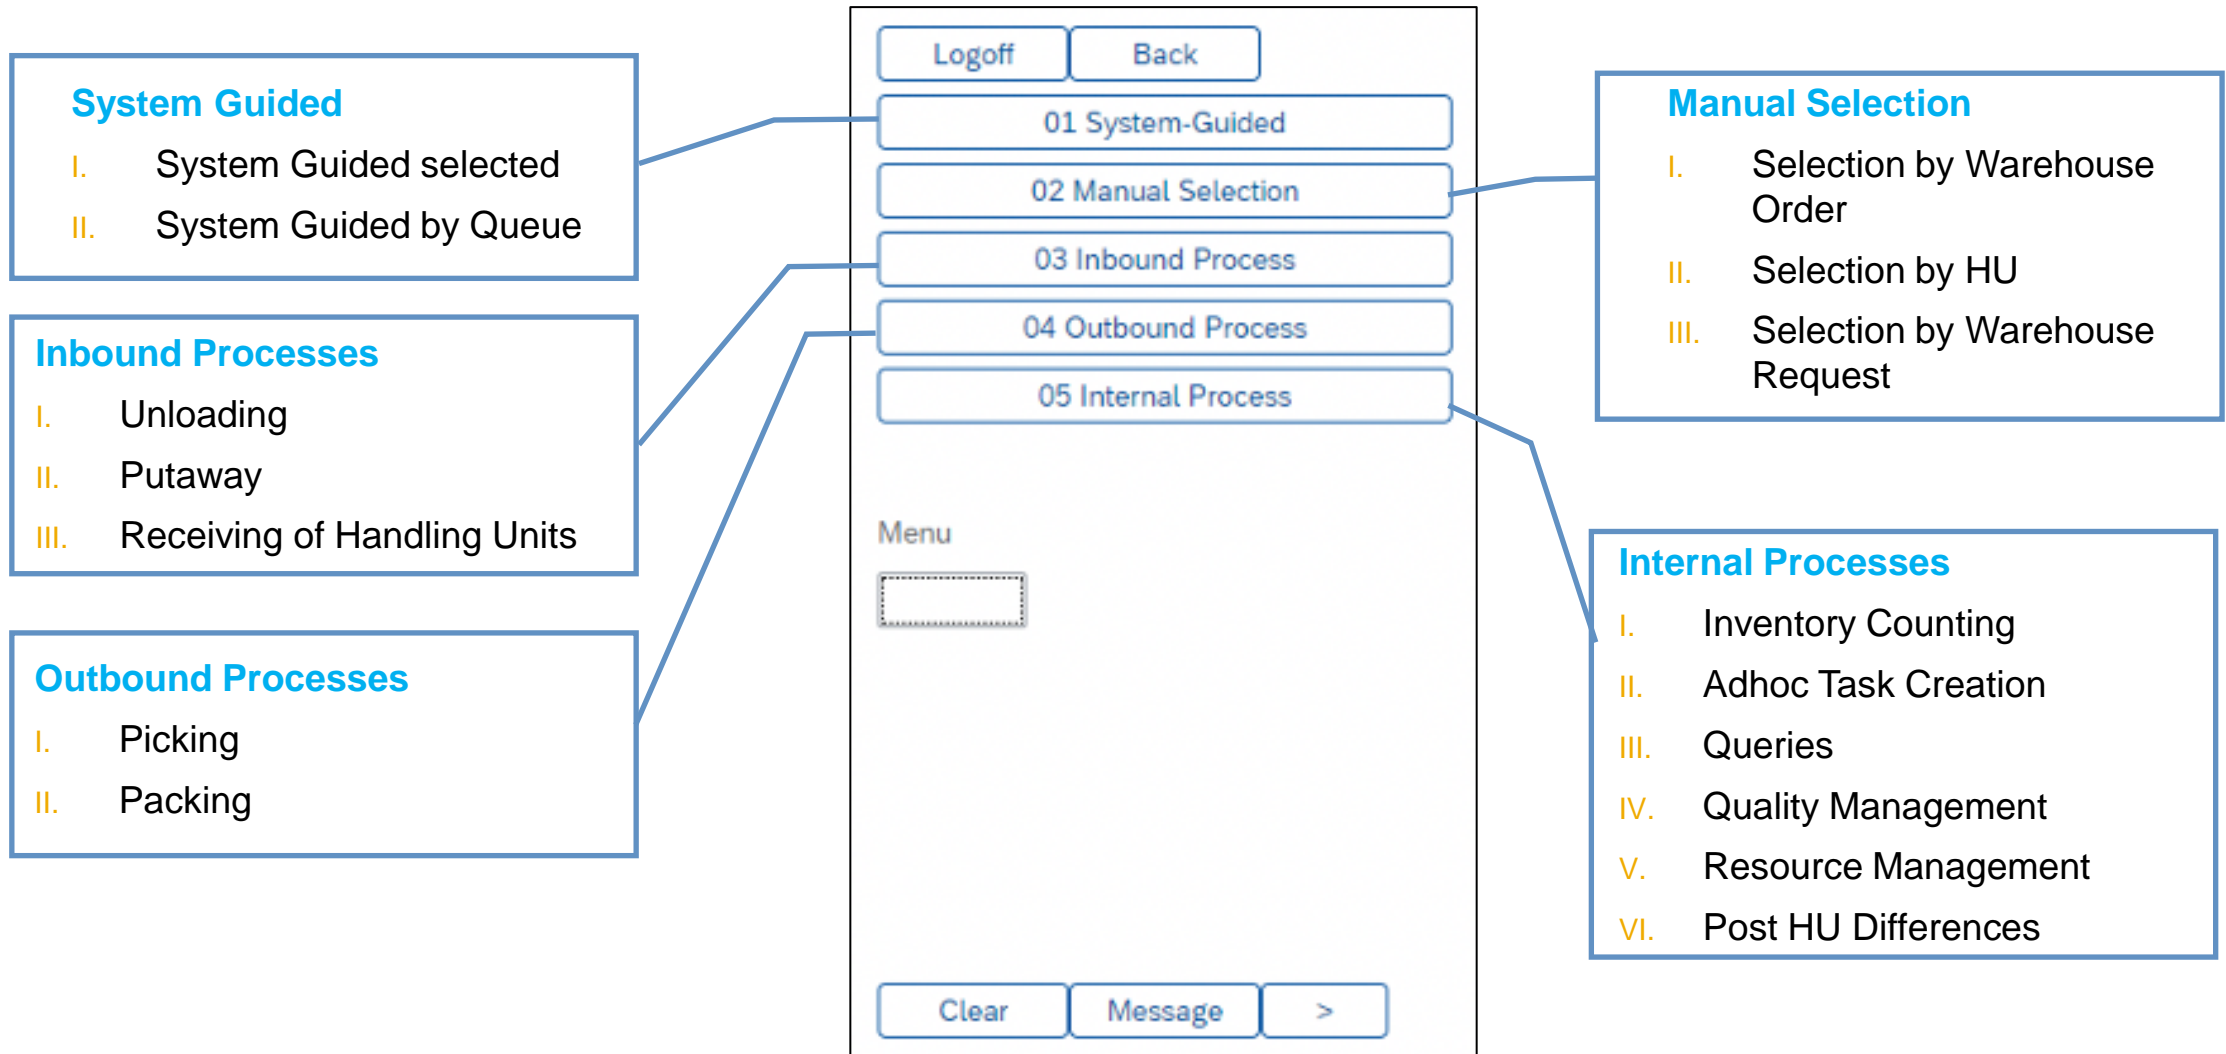 System Guided
I. System Guided selected
II. System Guided by Queue
Inbound Processes
I. Unloading
II. Putaway
III. Receiving of Handling Units
Outbound Processes
I. Picking
II. Packing
Logoff Back
01 System-Guided
02 Manual Selection
03 Inbound Process
04 Outbound Process
05 Internal Process
Menu
Clear Message >
Manual Selection
I. Selection by Warehouse
Order
II. Selection by HU
III. Selection by Warehouse
Request
Internal Processes
I. Inventory Counting
II. Adhoc Task Creation
III. Queries
IV. Quality Management
V. Resource Management
VI. Post HU Differences